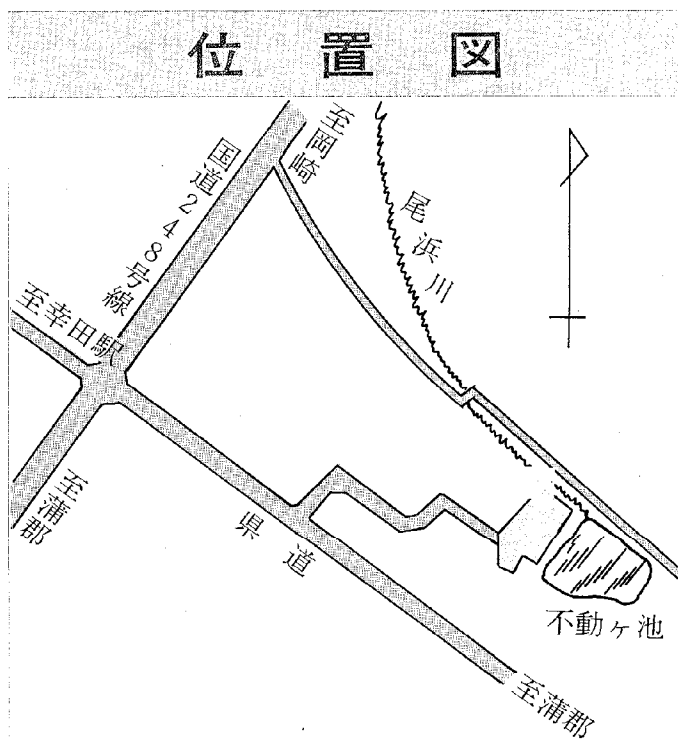 位置図
至岡崎
国道248号線
尾浜川
至幸田駅
至蒲郡
県道
不動ヶ池
至蒲郡